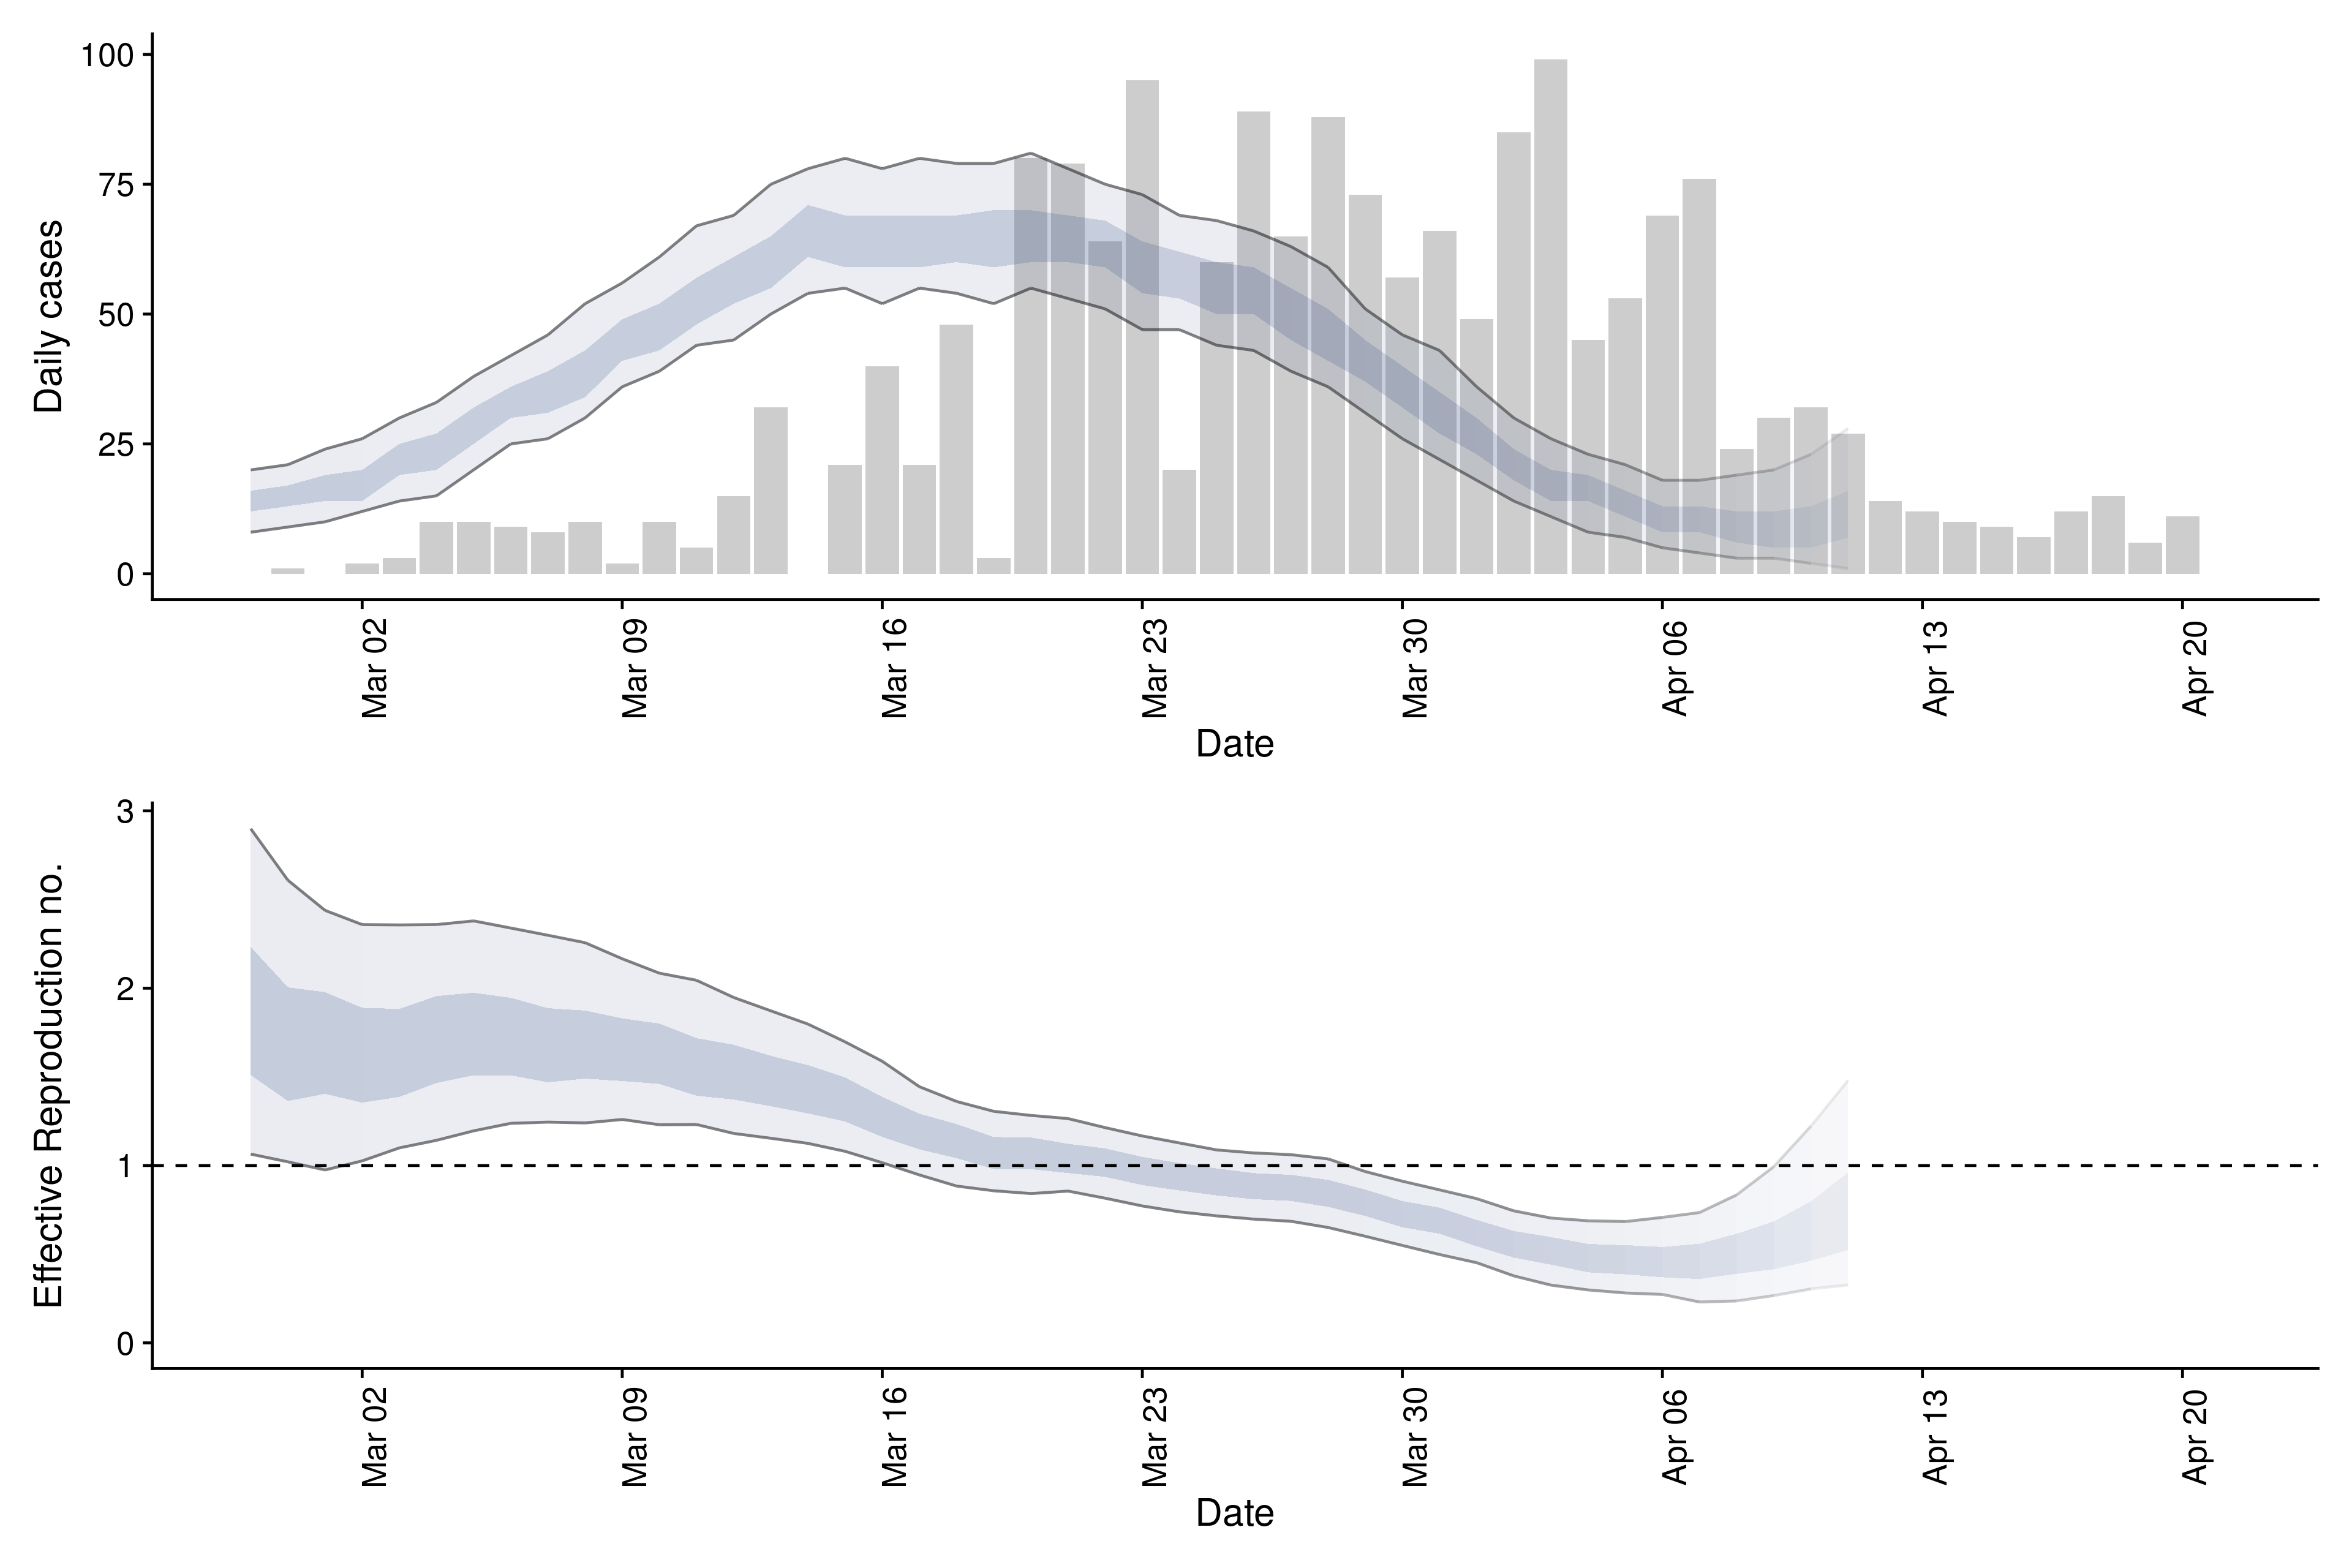 Daily cases
100
75
50
25
0
Mar 02
Mar 09
Mar 16
Mar 23
Mar 30
Apr 06
Apr 13
Apr 20
Date
Effective Reproduction no.
3
2
1
0
Mar 02
Mar 09
Mar 16
Mar 23
Mar 30
Apr 06
Apr 13
Apr 20
Date